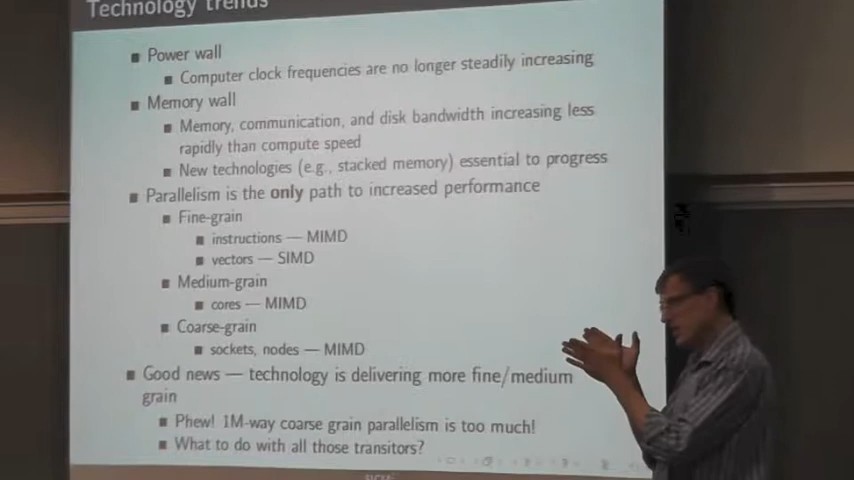 Technology trends
Power wall
Computer clock frequencies are no longer steadily increasing
Memory wall
Memory, communication, and disk bandwidth increasing less
rapidly than compute speed
New technologies (e.g., stacked memory) essential to progress
Parallelism is the only path to increased performance
Fine-grain
instructions — MIMD
vectors — SIMD
Medium-grain
cores — MIMD
Coarse-grain
sockets, nodes — MIMD
Good news — technology is delivering more fine/medium
grain
Phew! 1M-way coarse grain parallelism is too much!
What to do with all those transitors?